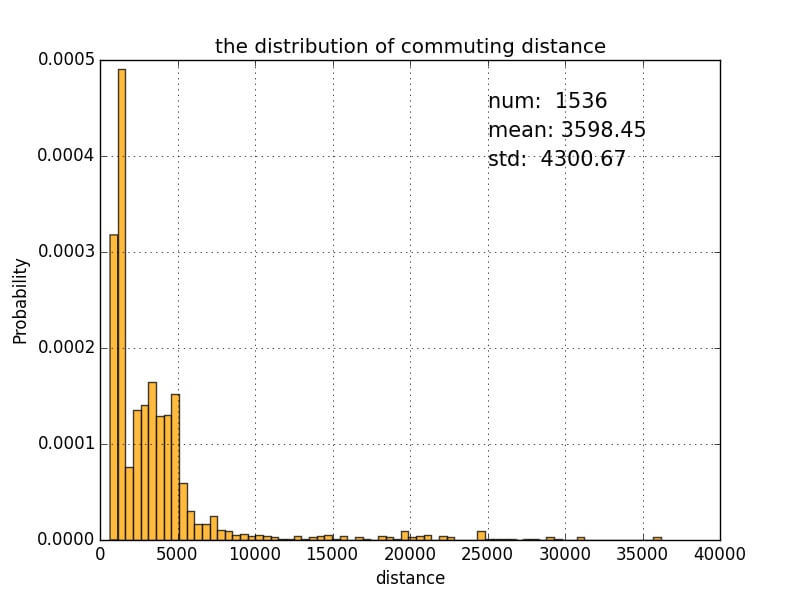 the distribution of commuting distance
0.0005
0.0004
0.0003
0.0002
0.0001
0.0000
Probability
num:  1536
mean: 3598.45
std:  4300.67
0 5000 10000 15000 20000 25000 30000 35000 40000
distance